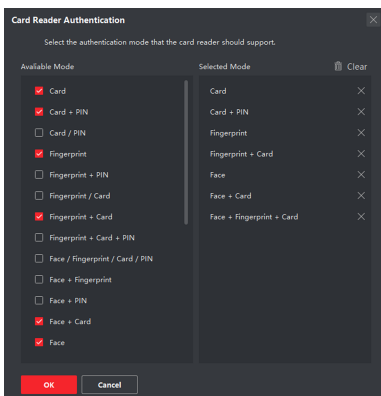 Card Reader Authentication
Select the authentication mode that the card reader should support.
Avaliable Mode
Card
Card + PIN
Card / PIN
Fingerprint
Fingerprint + PIN
Fingerprint / Card
Fingerprint + Card
Fingerprint + Card + PIN
Face / Fingerprint / Card / PIN
Face + Fingerprint
Face + PIN
Face + Card
Face
Selected Mode
Clear
Card
Card + PIN
Fingerprint
Fingerprint + Card
Face
Face + Card
Face + Fingerprint + Card
OK
Cancel